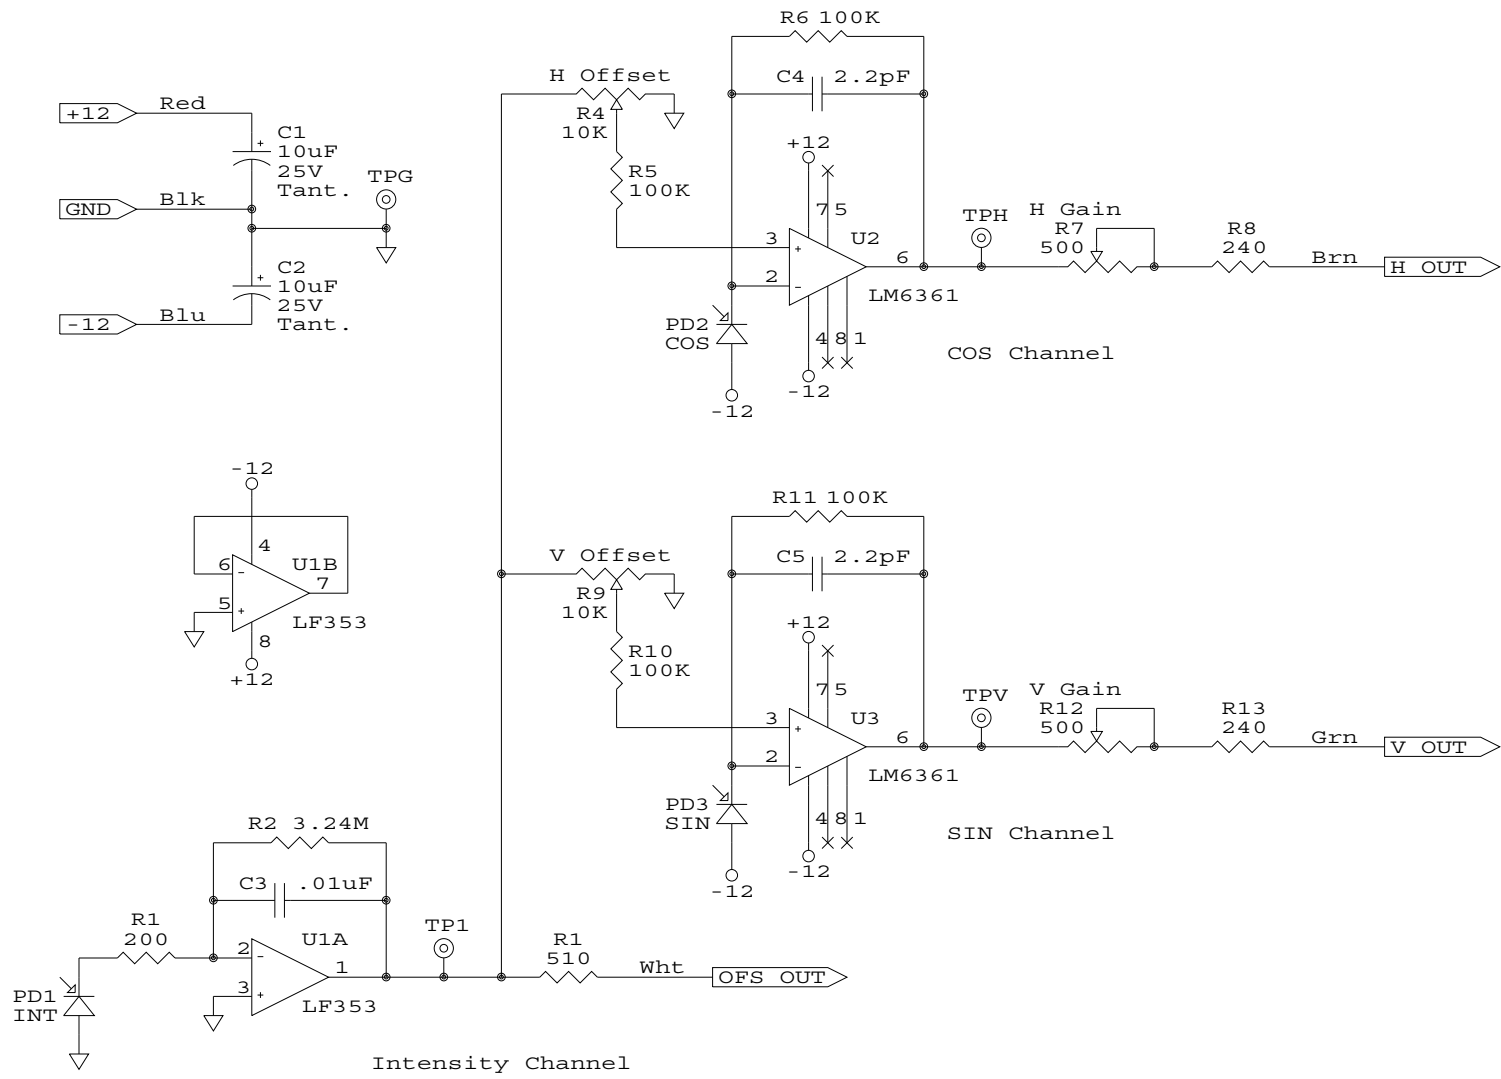 R6 100K
C4 2.2pF
H Offset
R4
10K
+12 Red
C1
10uF
25V
Tant.
TPG
GND Blk
C2
10uF
25V
Tant.
-12 Blu
R5
100K
+12
7 5
3 +
2 -
U2
6
LM6361
4 8 1
-12
PD2
COS
-12
TPH
H Gain
R7
500
R8
240
Brn H OUT
COS Channel
-12
4
6 -
5 +
U1B
7
LF353
8
+12
R11 100K
C5 2.2pF
V Offset
R9
10K
R10
100K
+12
7 5
3 +
2 -
U3
6
LM6361
4 8 1
-12
PD3
SIN
-12
TPV
V Gain
R12
500
R13
240
Grn V OUT
SIN Channel
R2 3.24M
C3 .01uF
R1
200
U1A
2 -
3 +
1
LF353
PD1
INT
TP1
R1
510
Wht OFS OUT
Intensity Channel